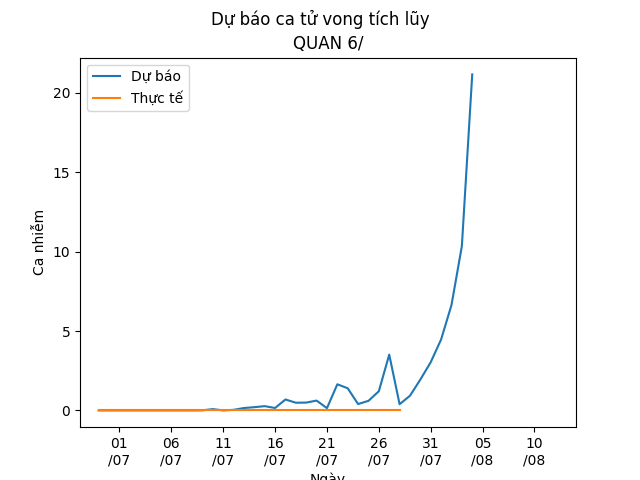 Dự báo ca tử vong tích lũy
QUAN 6/
Dự báo
Thực tế
Ca nhiễm
20
15
10
5
0
01 06 11 16 21 26 31 05 10
/07 /07 /07 /07 /07 /07 /07 /08 /08
Ngày